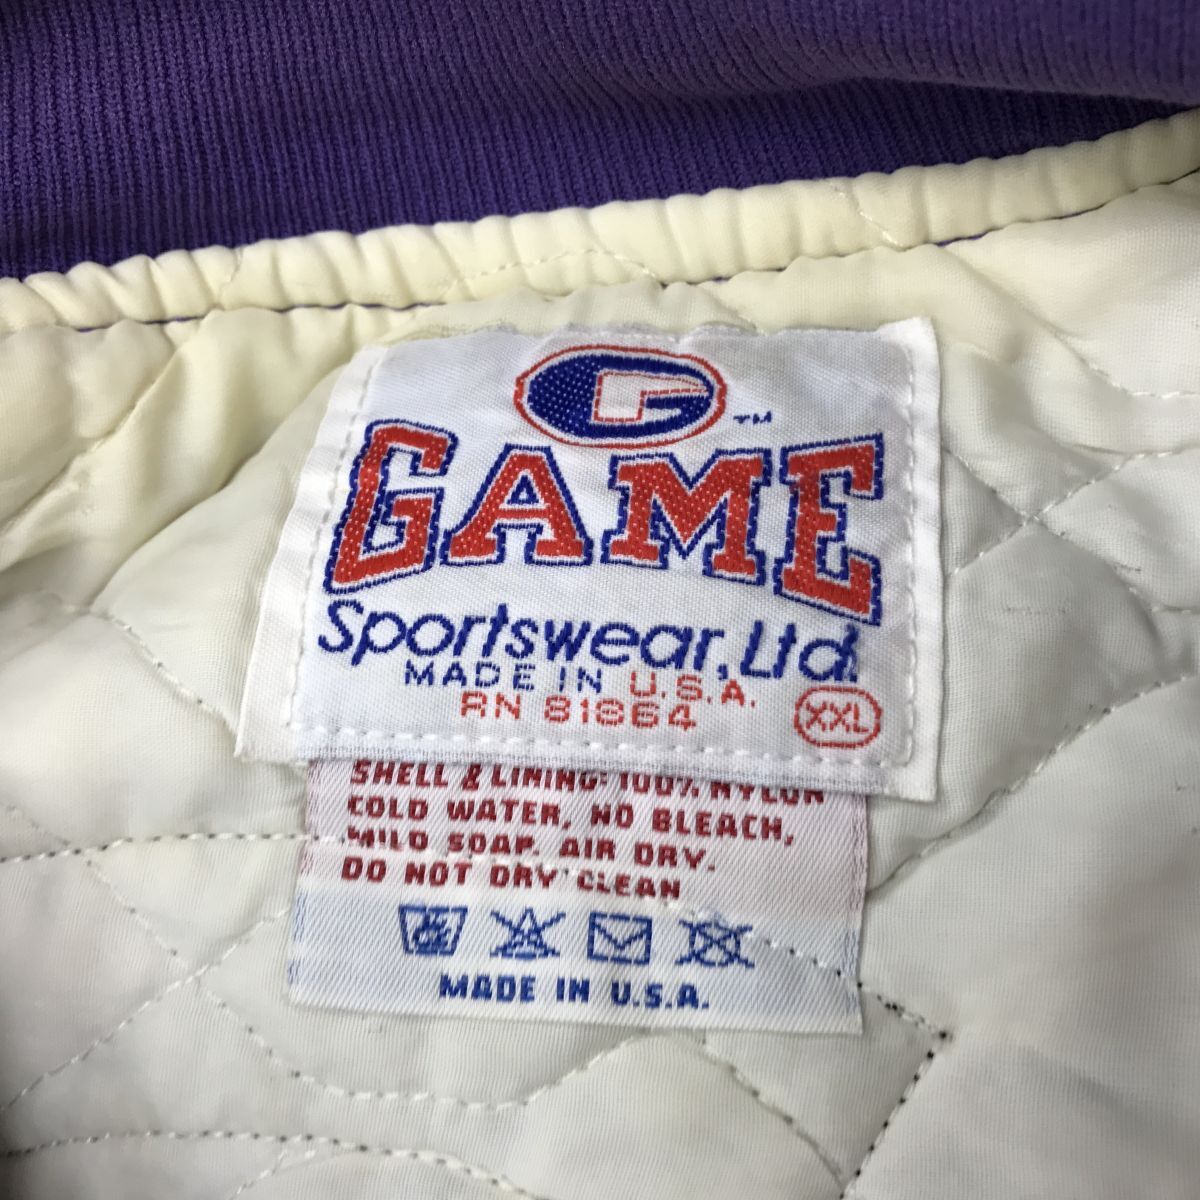 G ™
GAME
Sportswear, Ltd.
MADE IN U.S.A.
RN 81864
XXL
SHELL & LINING: 100% NYLON
COLD WATER, NO BLEACH,
MILD SOAP. AIR DRY.
DO NOT DRY CLEAN
MADE IN U.S.A.